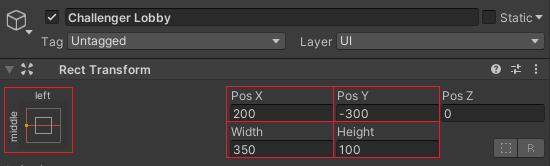 Challenger Lobby Static
Tag Untagged Layer UI
Rect Transform
left
middle
Pos X Pos Y Pos Z
200 -300 0
Width Height
350 100
R